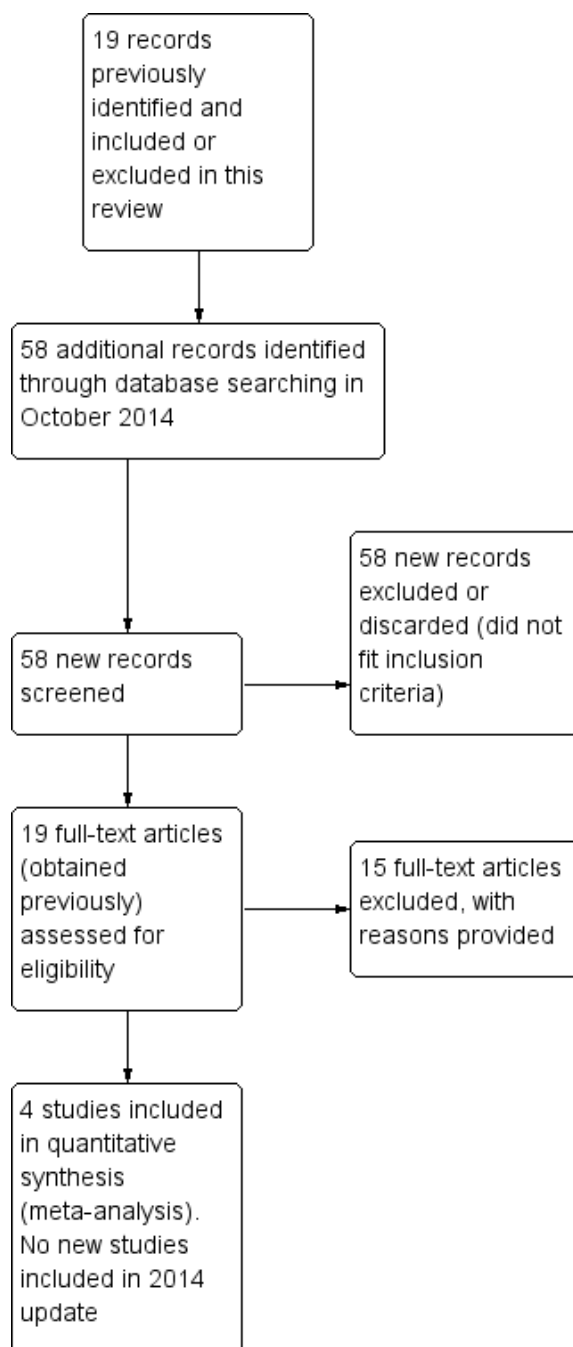 19 records
previously
identified and
included or
excluded in this
review
58 additional records identified
through database searching in
October 2014
58 new records
excluded or
discarded (did not
fit inclusion
criteria)
58 new records
screened
19 full-text articles
(obtained
previously)
assessed for
eligibility
15 full-text articles
excluded, with
reasons provided
4 studies included
in quantitative
synthesis
(meta-analysis).
No new studies
included in 2014
update